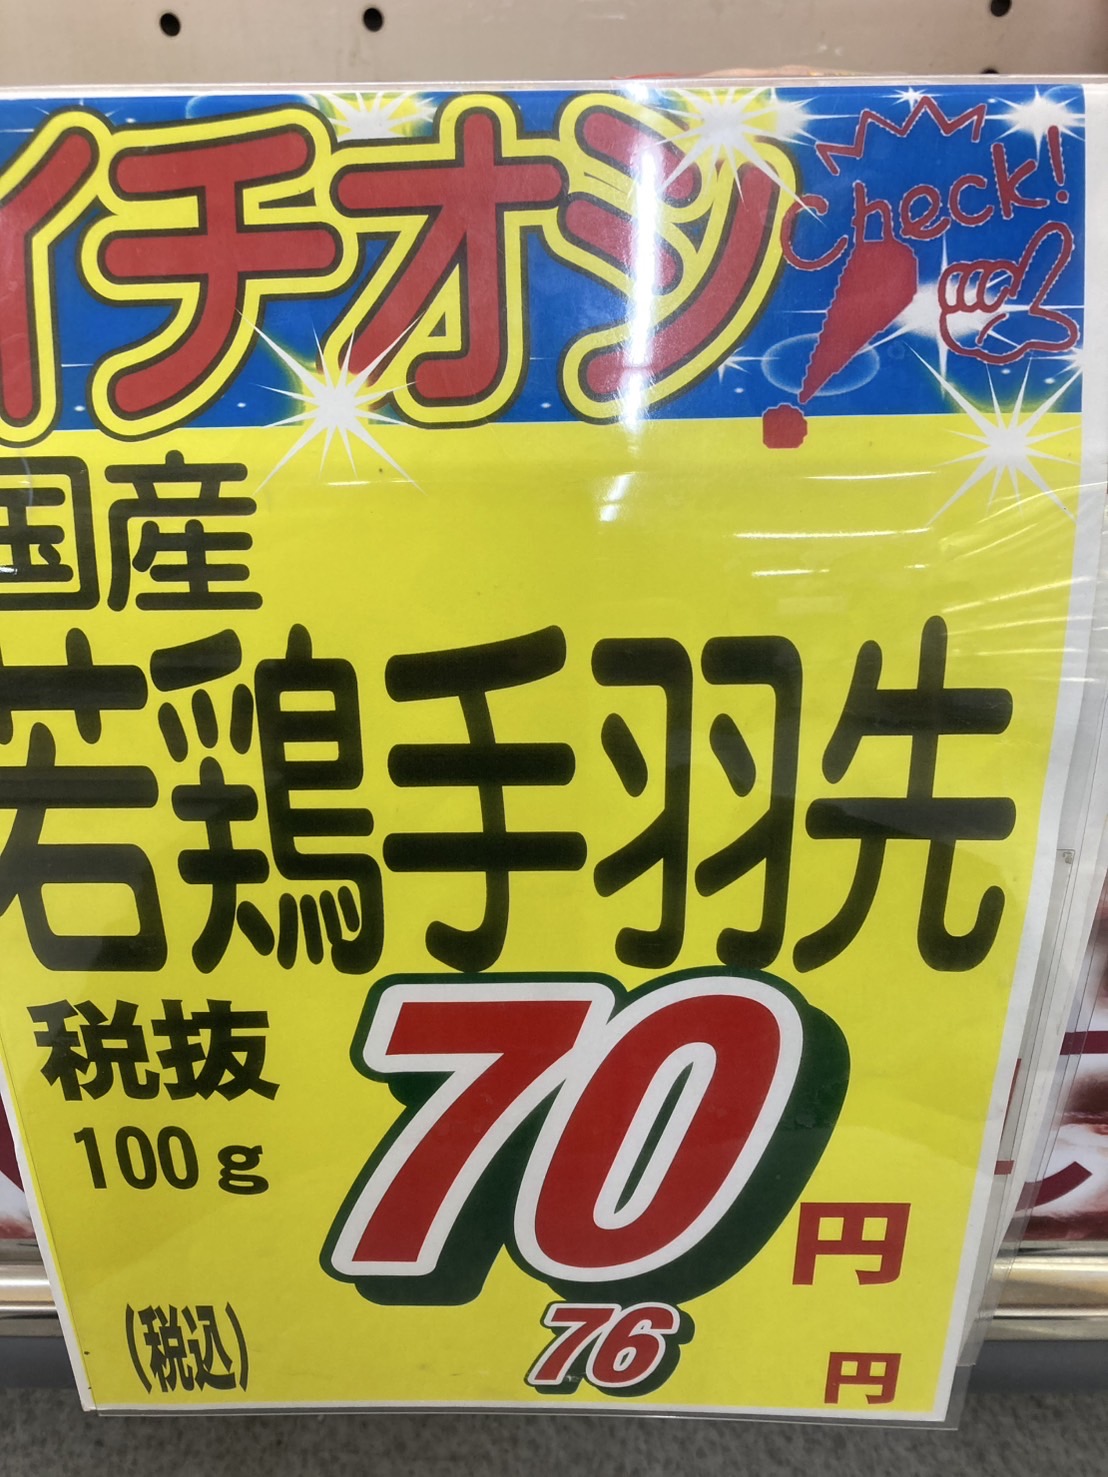 イチオシ
Check!
国産
若鶏手羽先
税抜
100g
70円
(税込)
76円